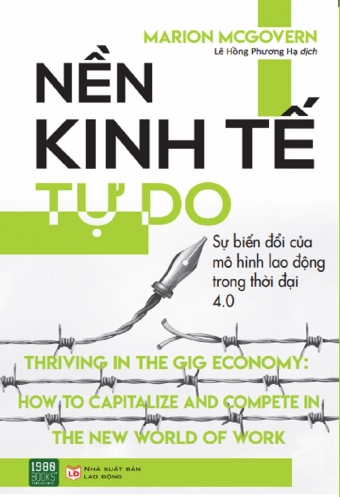 MARION MCGOVERN
Lê Hồng Phương Hạ dịch
NỀN
KINH TẾ
TỰ DO
Sự biến đổi của
mô hình lao động
trong thời đại
4.0
THRIVING IN THE GIG ECONOMY:
HOW TO CAPITALIZE AND COMPETE IN
THE NEW WORLD OF WORK
1980
BOOKS
LĐ
NHÀ XUẤT BẢN
LAO ĐỘNG